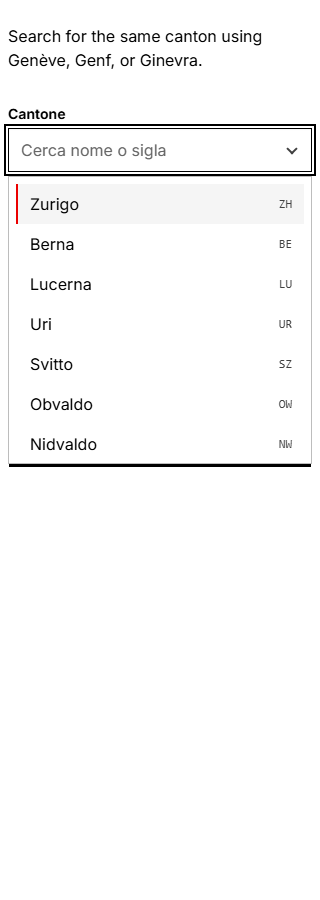 Search for the same canton using
Genève, Genf, or Ginevra.
Cantone
Cerca nome o sigla
Zurigo ZH
Berna BE
Lucerna LU
Uri UR
Svitto SZ
Obvaldo OW
Nidvaldo NW